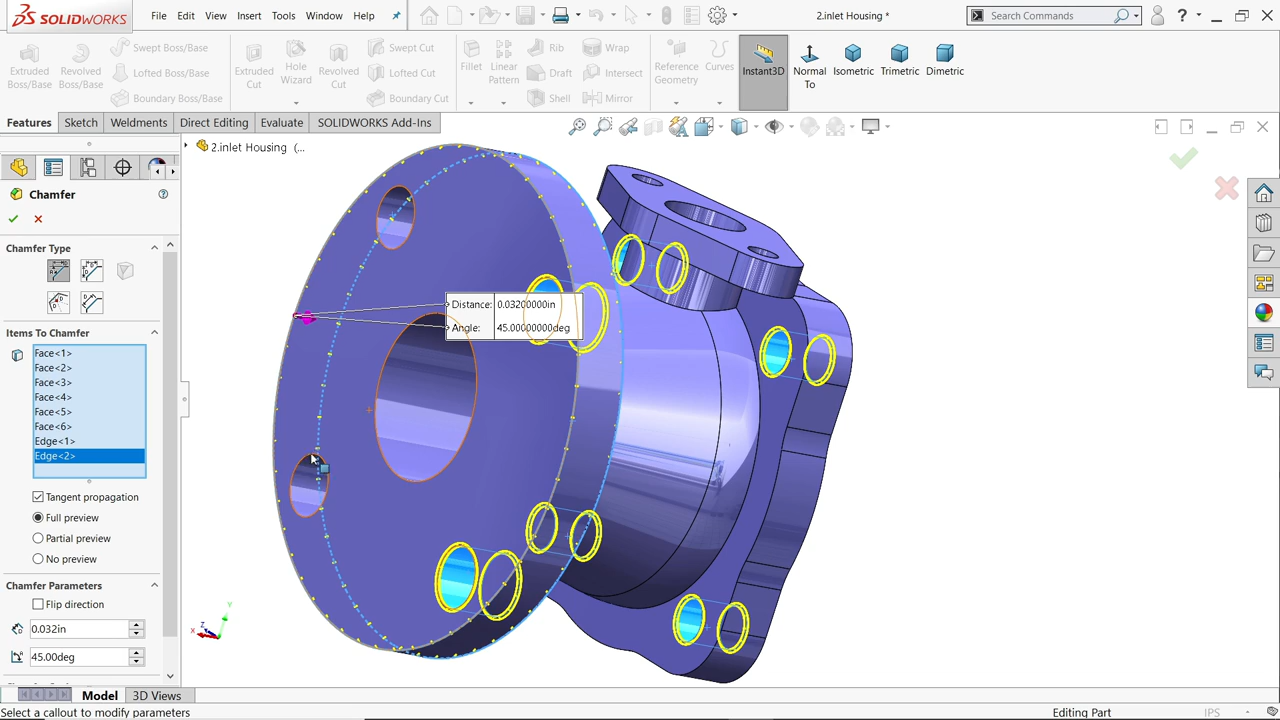 SOLIDWORKS File Edit View Insert Tools Window Help 2.inlet Housing * Search Commands ?
Extruded Boss/Base
Revolved Boss/Base
Swept Boss/Base
Lofted Boss/Base
Boundary Boss/Base
Extruded Cut
Hole Wizard
Revolved Cut
Swept Cut
Lofted Cut
Boundary Cut
Fillet
Linear Pattern
Rib
Draft
Shell
Wrap
Intersect
Mirror
Reference Geometry
Curves
Instant3D
Normal To
Isometric
Trimetric
Dimetric
Features Sketch Weldments Direct Editing Evaluate SOLIDWORKS Add-Ins
2.inlet Housing (...
Chamfer
Chamfer Type
Items To Chamfer
Face<1>
Face<2>
Face<3>
Face<4>
Face<5>
Face<6>
Edge<1>
Edge<2>
Tangent propagation
Full preview
Partial preview
No preview
Chamfer Parameters
Flip direction
0.032in
45.00deg
Distance: 0.03200000in
Angle: 45.00000000deg
Y
Z
X
Model 3D Views
Select a callout to modify parameters Editing Part IPS